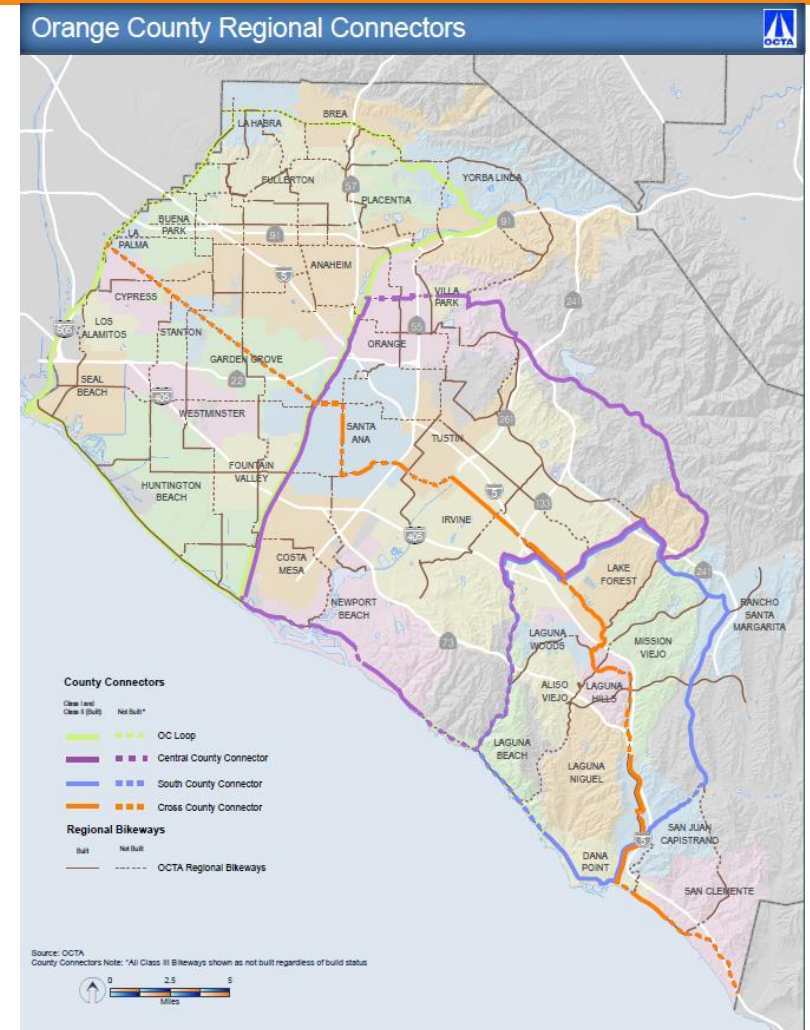 Orange County Regional Connectors
OCTA
LA HABRA
BREA
FULLERTON
57
PLACENTIA
YORBA LINDA
BUENA
PARK
91
91
LA
PALMA
ANAHEIM
5
CYPRESS
VILLA
PARK
241
605
LOS
ALAMITOS
STANTON
55
ORANGE
GARDEN GROVE
22
SEAL
BEACH
405
WESTMINSTER
SANTA
ANA
TUSTIN
261
FOUNTAIN
VALLEY
HUNTINGTON
BEACH
5
133
IRVINE
405
COSTA
MESA
LAKE
FOREST
241
NEWPORT
BEACH
RANCHO
SANTA
MARGARITA
73
LAGUNA
WOODS
MISSION
VIEJO
ALISO
VIEJO
LAGUNA
HILLS
LAGUNA
BEACH
LAGUNA
NIGUEL
SAN JUAN
CAPISTRANO
5
DANA
POINT
SAN CLEMENTE
County Connectors
Class I and
Class II (Built) Not Built*
OC Loop
Central County Connector
South County Connector
Cross County Connector
Regional Bikeways
Built Not Built
OCTA Regional Bikeways
Source: OCTA
County Connectors Note: *All Class III Bikeways shown as not built regardless of build status
0 2.5 5
Miles